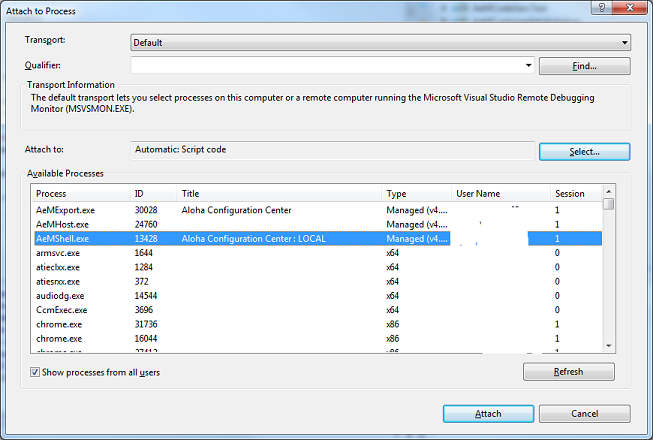 Attach to Process
Transport: Default
Qualifier: Find...
Transport Information
The default transport lets you select processes on this computer or a remote computer running the Microsoft Visual Studio Remote Debugging
Monitor (MSVSMON.EXE).
Attach to: Automatic: Script code Select...
Available Processes
Process ID Title Type User Name Session
AeMExport.exe 30028 Aloha Configuration Center Managed (v4.... 1
AeMHost.exe 24760 Managed (v4.... 1
AeMShell.exe 13428 Aloha Configuration Center : LOCAL Managed (v4.... 1
armsvc.exe 1644 x64 0
atieclxx.exe 1284 x64 1
atiesrxx.exe 372 x64 0
audiodg.exe 14544 x64 0
CcmExec.exe 3696 x64 0
chrome.exe 31736 x86 1
chrome.exe 16044 x86 1
chrome.exe 27412 x86 1
Show processes from all users Refresh
Attach Cancel